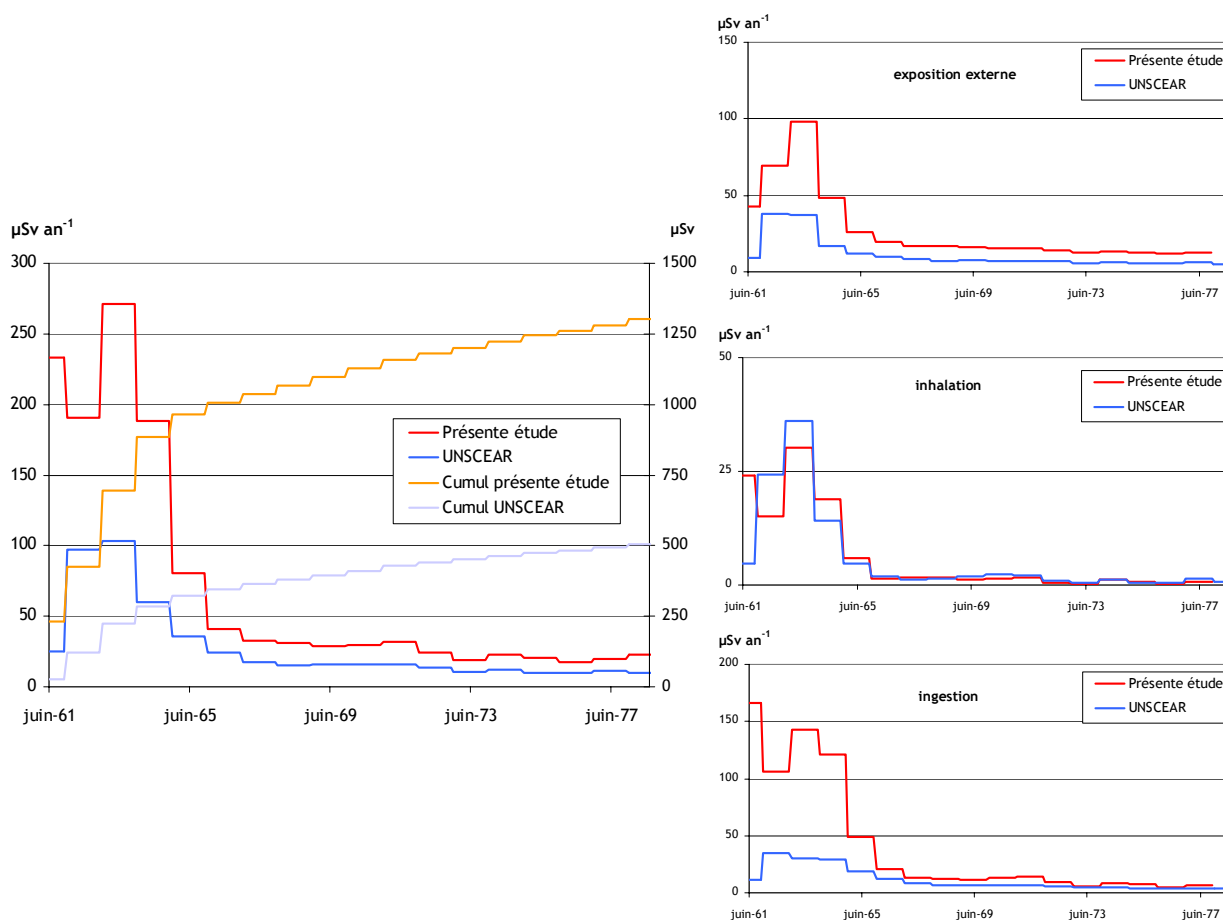 µSv an-1
µSv
300
250
200
150
100
50
0
1500
1250
1000
750
500
250
0
Présente étude
UNSCEAR
Cumul présente étude
Cumul UNSCEAR
juin-61
juin-65
juin-69
juin-73
juin-77
µSv an-1
150
100
50
0
exposition externe
Présente étude
UNSCEAR
juin-61
juin-65
juin-69
juin-73
juin-77
µSv an-1
50
25
0
inhalation
Présente étude
UNSCEAR
juin-61
juin-65
juin-69
juin-73
juin-77
µSv an-1
200
150
100
50
0
ingestion
Présente étude
UNSCEAR
juin-61
juin-65
juin-69
juin-73
juin-77